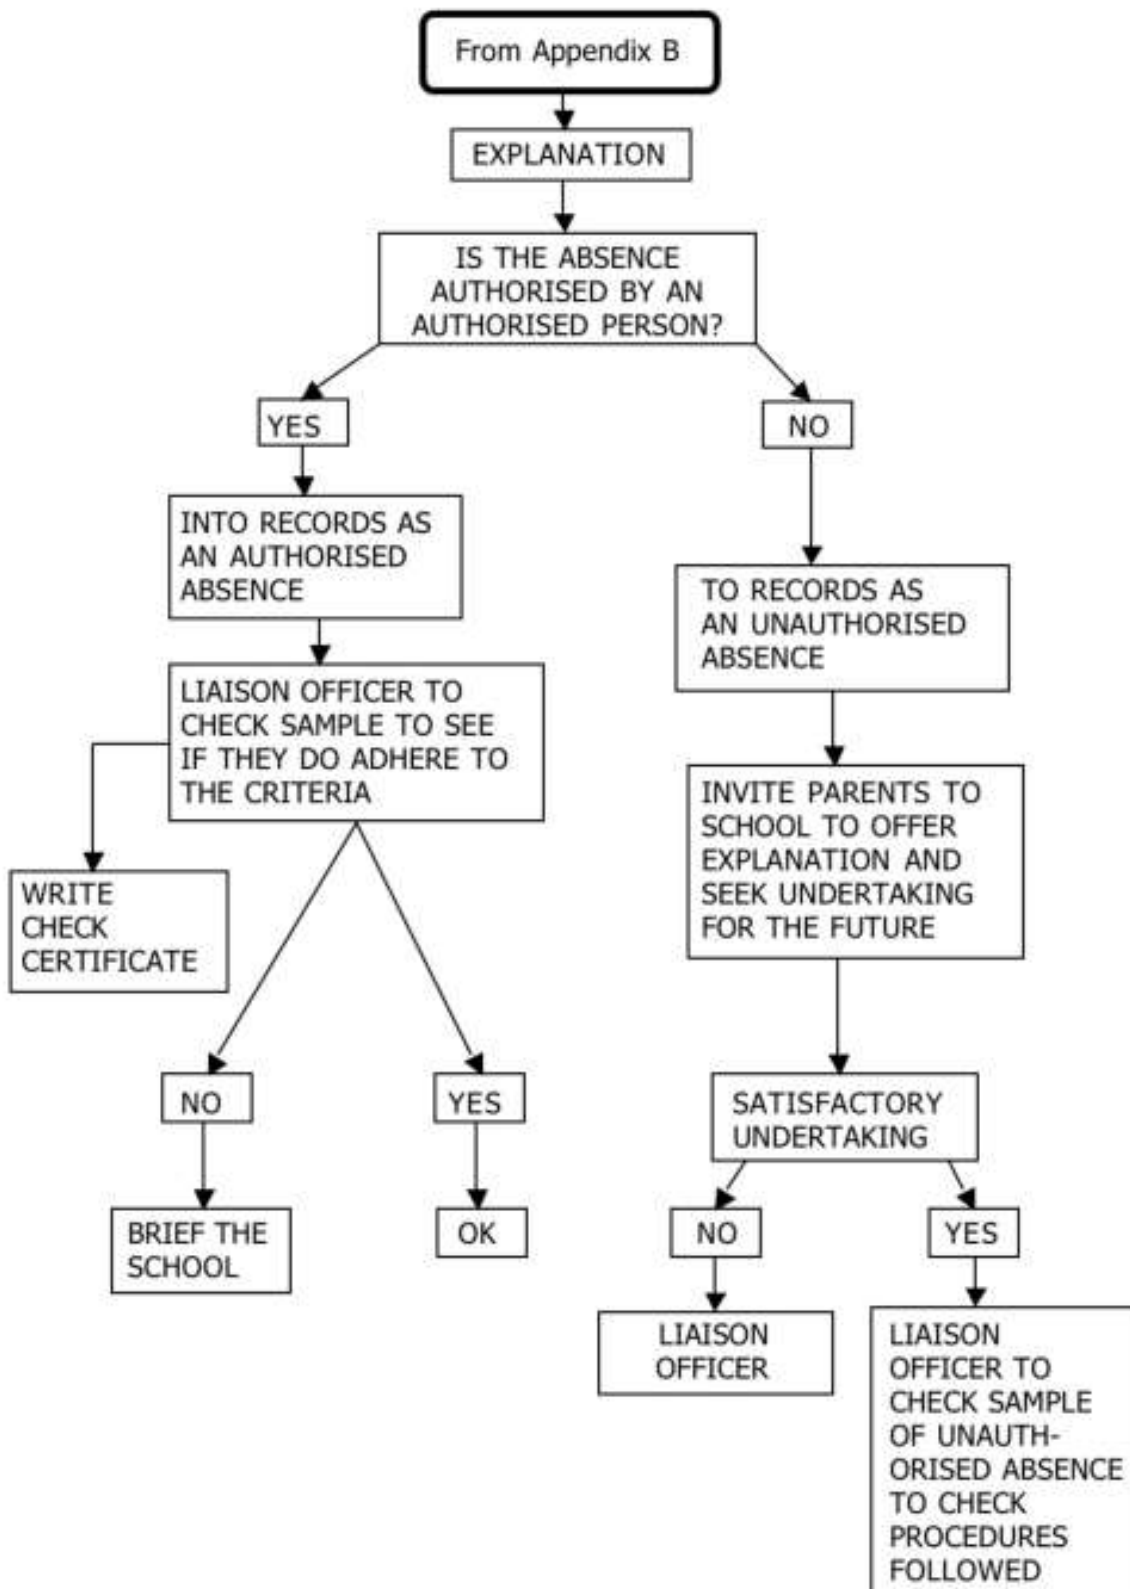 From Appendix B
EXPLANATION
IS THE ABSENCE
AUTHORISED BY AN
AUTHORISED PERSON?
YES
NO
INTO RECORDS AS
AN AUTHORISED
ABSENCE
TO RECORDS AS
AN UNAUTHORISED
ABSENCE
LIAISON OFFICER TO
CHECK SAMPLE TO SEE
IF THEY DO ADHERE TO
THE CRITERIA
INVITE PARENTS TO
SCHOOL TO OFFER
EXPLANATION AND
SEEK UNDERTAKING
FOR THE FUTURE
WRITE
CHECK
CERTIFICATE
NO
YES
SATISFACTORY
UNDERTAKING
BRIEF THE
SCHOOL
OK
NO
YES
LIAISON
OFFICER
LIAISON
OFFICER TO
CHECK SAMPLE
OF UNAUTH-
ORISED ABSENCE
TO CHECK
PROCEDURES
FOLLOWED